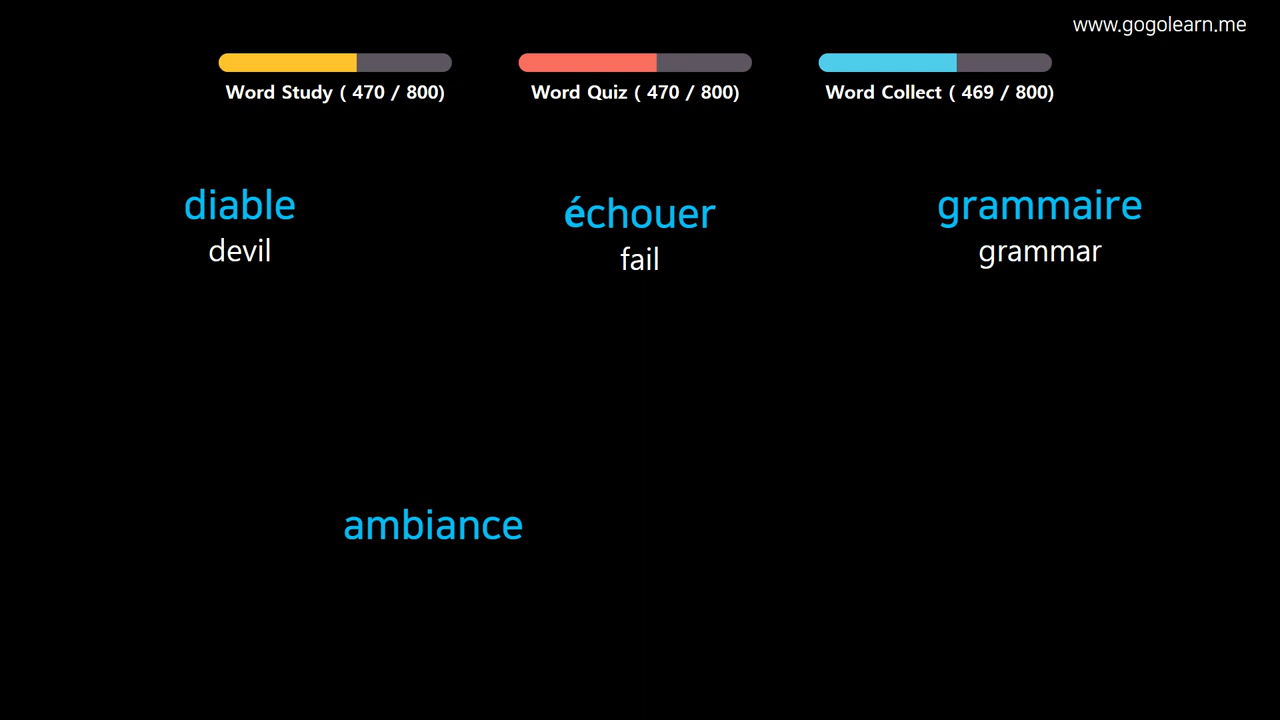 www.gogolearn.me
Word Study ( 470 / 800)
Word Quiz ( 470 / 800)
Word Collect ( 469 / 800)
diable
devil
échouer
fail
grammaire
grammar
ambiance